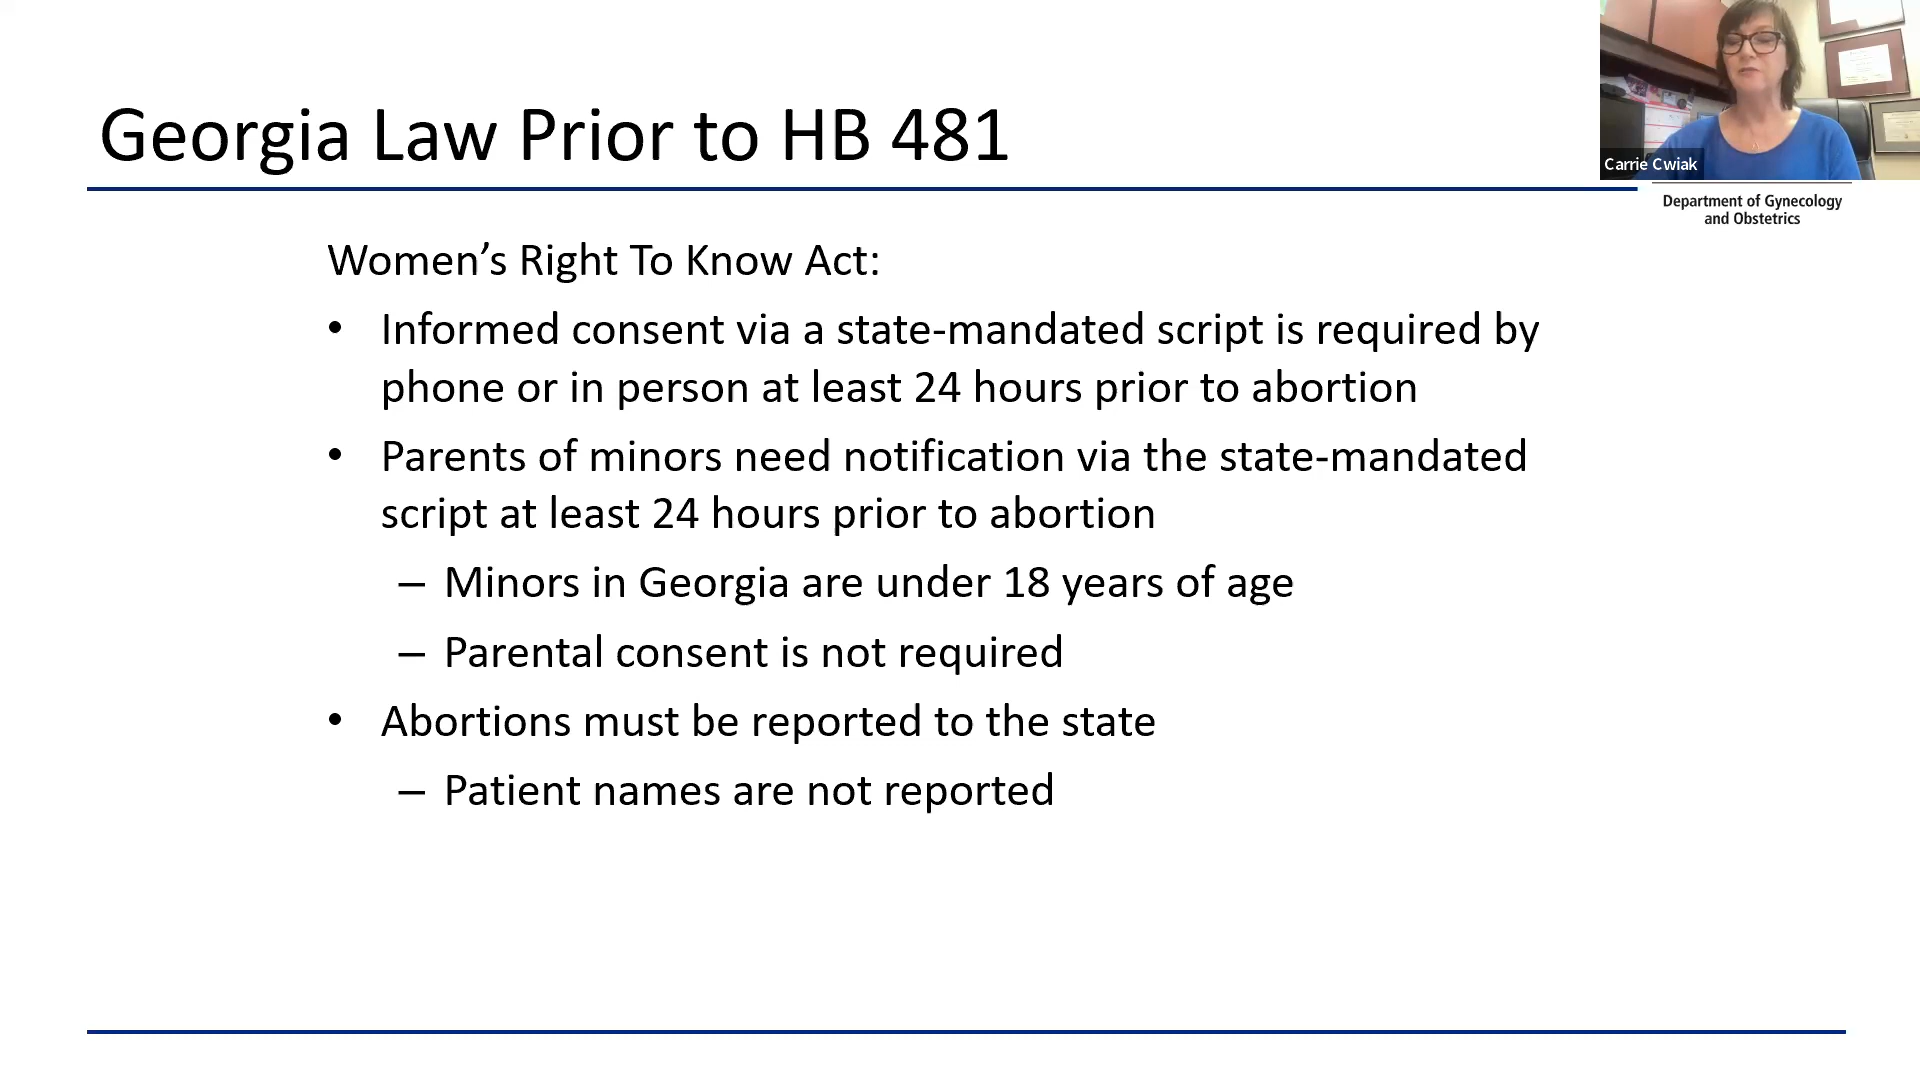 Georgia Law Prior to HB 481
Carrie Cwiak
Department of Gynecology
and Obstetrics
Women’s Right To Know Act:
• Informed consent via a state-mandated script is required by
phone or in person at least 24 hours prior to abortion
• Parents of minors need notification via the state-mandated
script at least 24 hours prior to abortion
– Minors in Georgia are under 18 years of age
– Parental consent is not required
• Abortions must be reported to the state
– Patient names are not reported